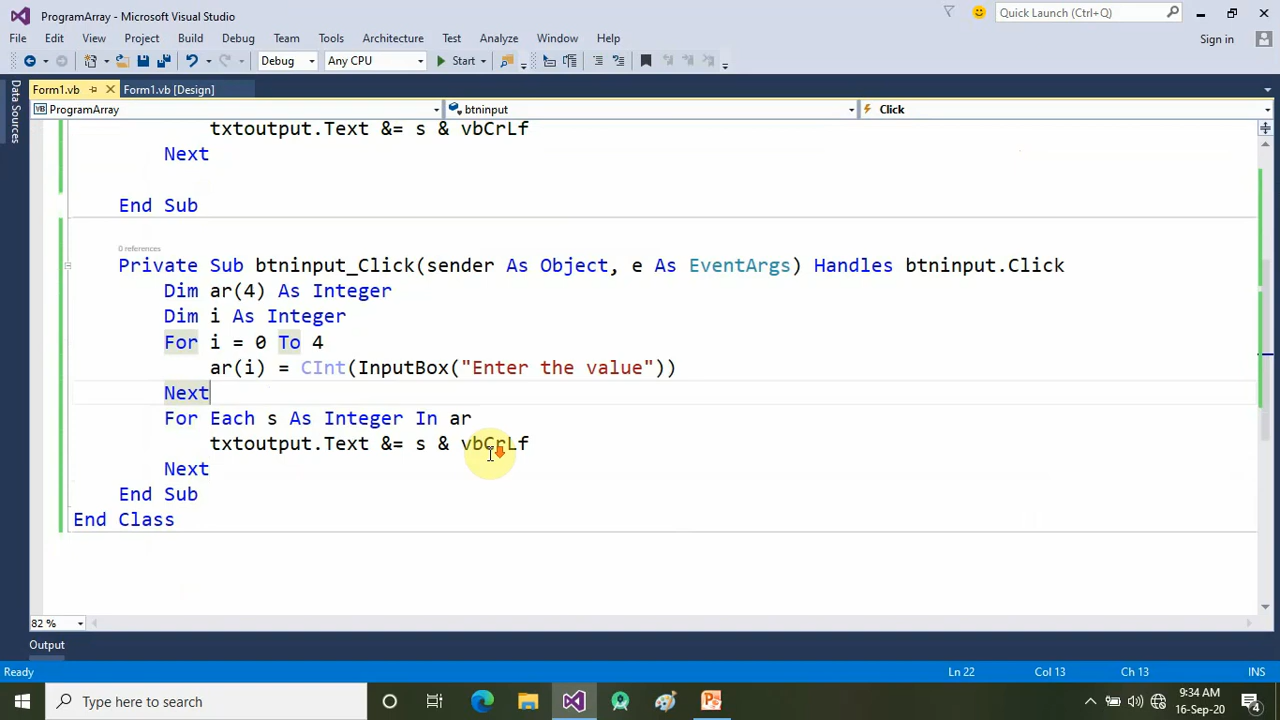 ProgramArray - Microsoft Visual Studio
Quick Launch (Ctrl+Q)
File Edit View Project Build Debug Team Tools Architecture Test Analyze Window Help
Sign in
Debug Any CPU Start
Data Sources
Form1.vb Form1.vb [Design]
VB ProgramArray btninput Click
txtoutput.Text &= s & vbCrLf
Next
End Sub
0 references
Private Sub btninput_Click(sender As Object, e As EventArgs) Handles btninput.Click
Dim ar(4) As Integer
Dim i As Integer
For i = 0 To 4
ar(i) = CInt(InputBox("Enter the value"))
Next
For Each s As Integer In ar
txtoutput.Text &= s & vbCrLf
Next
End Sub
End Class
82 %
Output
Ready Ln 22 Col 13 Ch 13 INS
Type here to search
9:34 AM
16-Sep-20
4